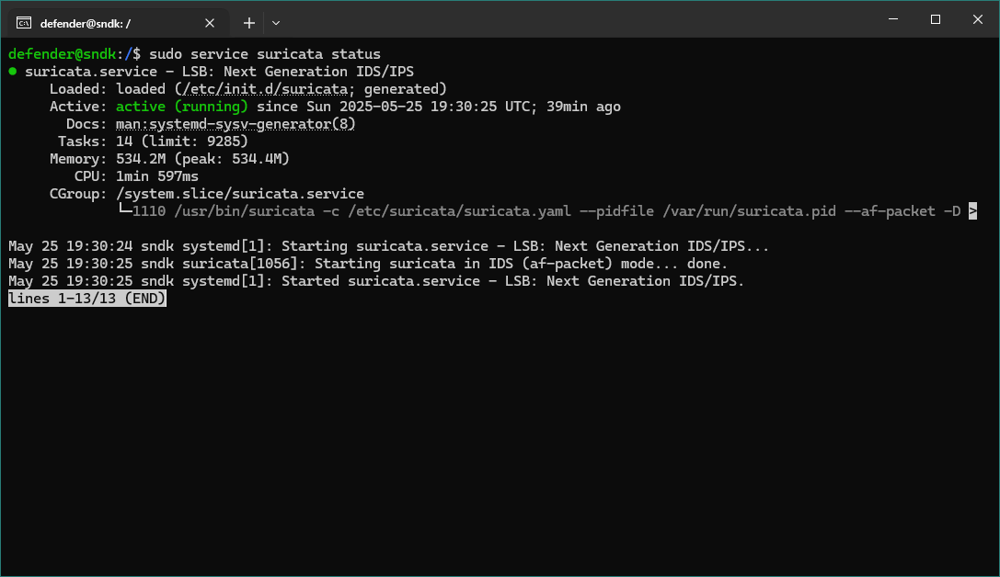 defender@sndk: /
defender@sndk:/$ sudo service suricata status
● suricata.service - LSB: Next Generation IDS/IPS
     Loaded: loaded (/etc/init.d/suricata; generated)
     Active: active (running) since Sun 2025-05-25 19:30:25 UTC; 39min ago
       Docs: man:systemd-sysv-generator(8)
      Tasks: 14 (limit: 9285)
     Memory: 534.2M (peak: 534.4M)
        CPU: 1min 597ms
     CGroup: /system.slice/suricata.service
             └─1110 /usr/bin/suricata -c /etc/suricata/suricata.yaml --pidfile /var/run/suricata.pid --af-packet -D >
May 25 19:30:24 sndk systemd[1]: Starting suricata.service - LSB: Next Generation IDS/IPS...
May 25 19:30:25 sndk suricata[1056]: Starting suricata in IDS (af-packet) mode... done.
May 25 19:30:25 sndk systemd[1]: Started suricata.service - LSB: Next Generation IDS/IPS.
lines 1-13/13 (END)